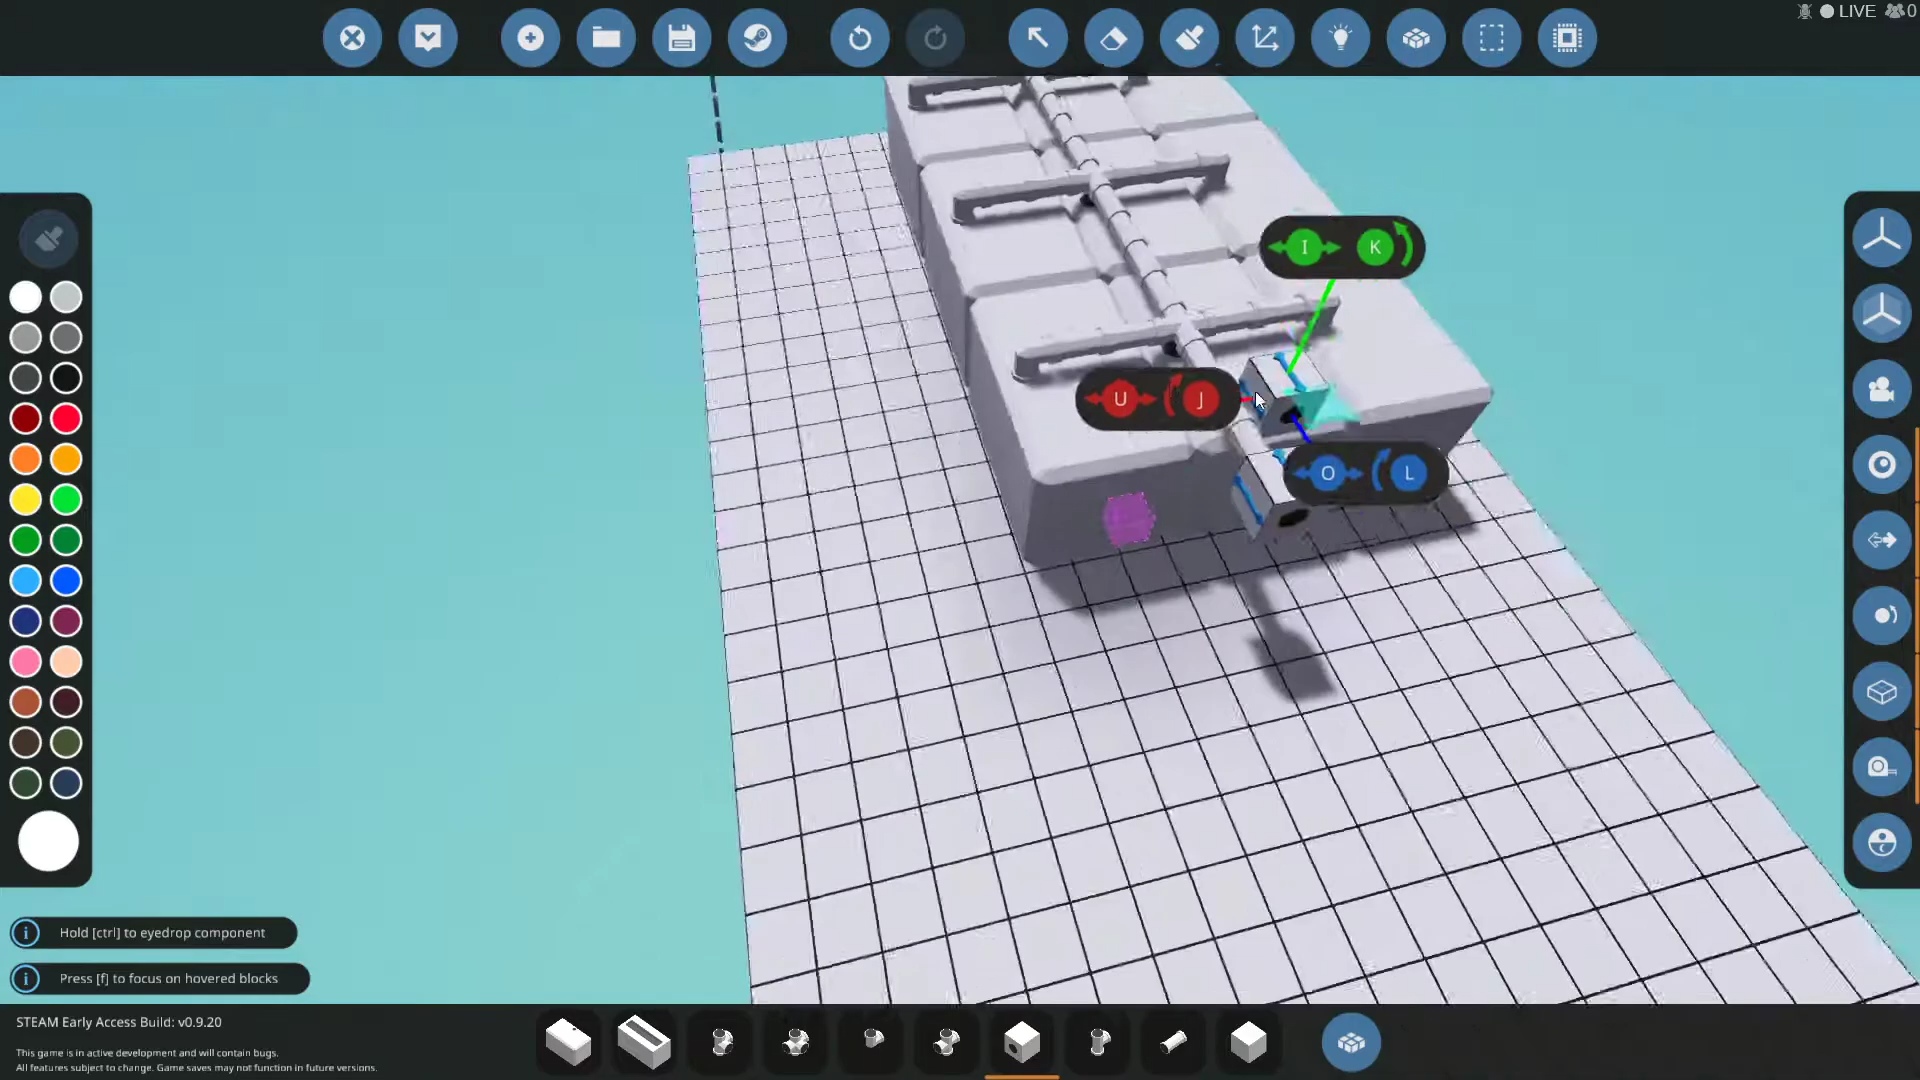 LIVE 0
I K
U J
O L
Hold [ctrl] to eyedrop component
Press [f] to focus on hovered blocks
STEAM Early Access Build: v0.9.20
This game is in active development and will contain bugs.
All features subject to change. Game saves may not function in future versions.